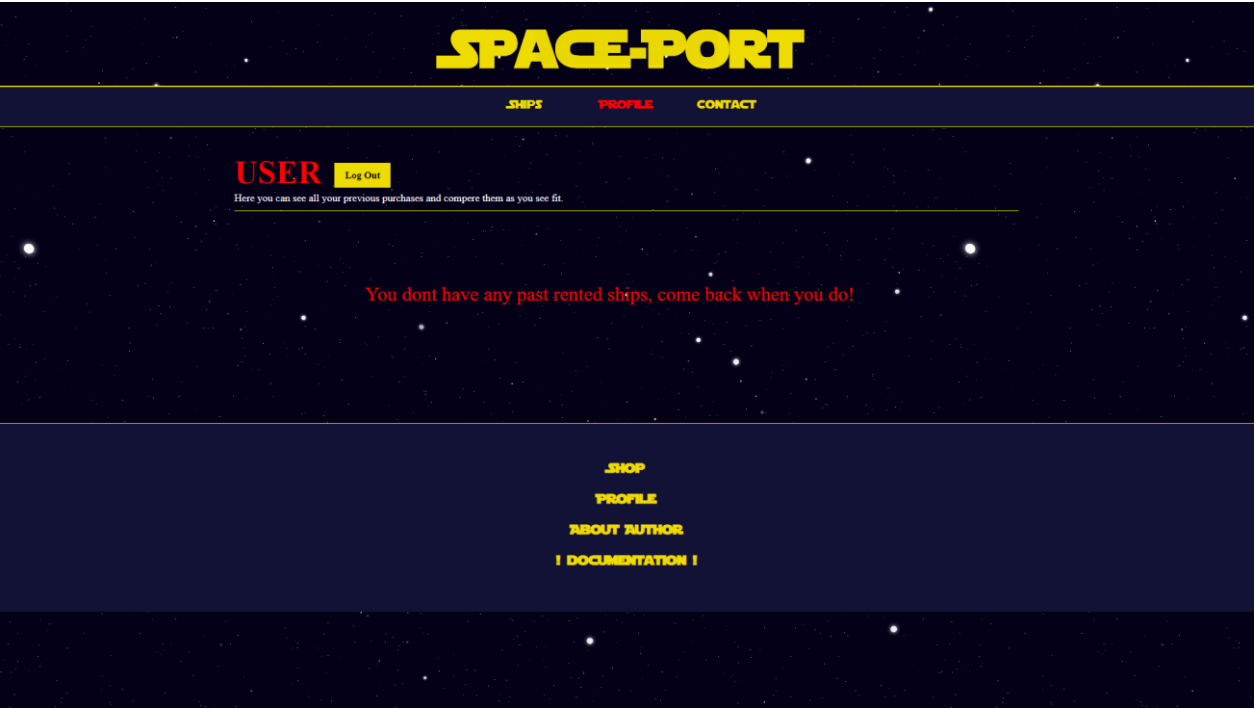 SPACE-PORT
SHIPS PROFILE CONTACT
USER Log Out
Here you can see all your previous purchases and compere them as you see fit.
You dont have any past rented ships, come back when you do!
SHOP
PROFILE
ABOUT AUTHOR
! DOCUMENTATION !